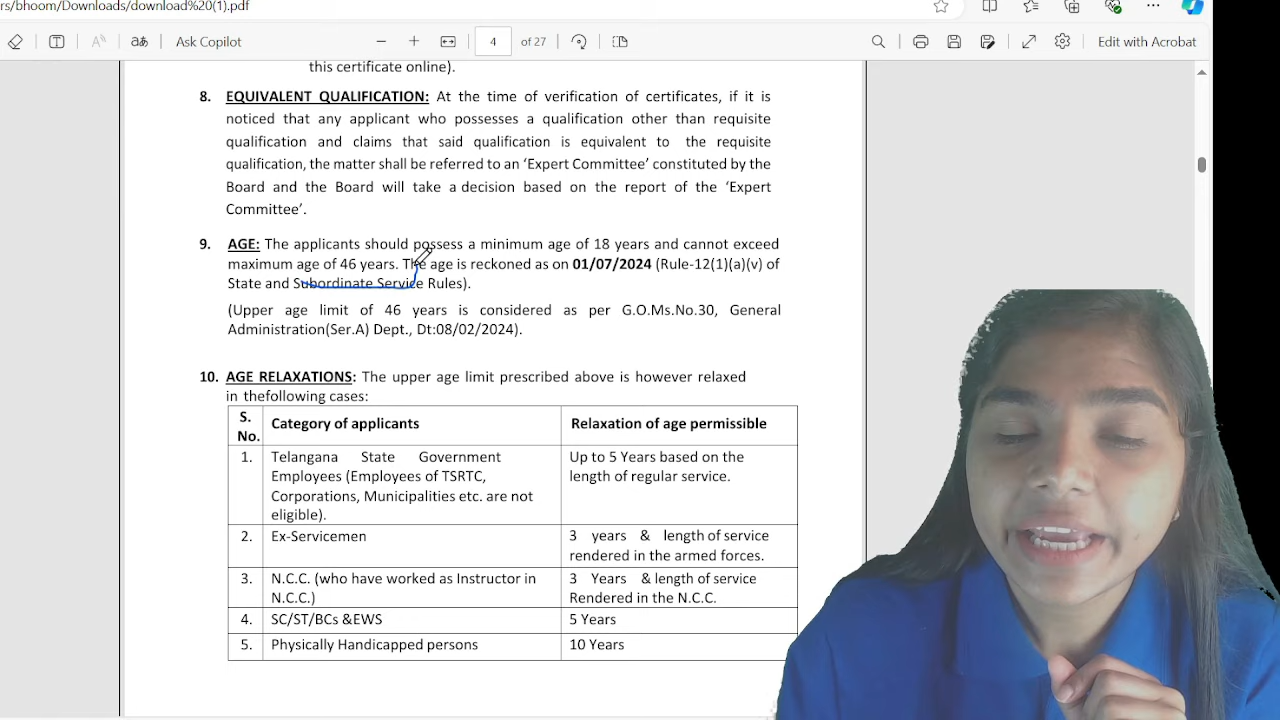 rs/bhoom/Downloads/download%20(1).pdf
Ask Copilot
4 of 27
Edit with Acrobat
this certificate online).
8. EQUIVALENT QUALIFICATION: At the time of verification of certificates, if it is
noticed that any applicant who possesses a qualification other than requisite
qualification and claims that said qualification is equivalent to the requisite
qualification, the matter shall be referred to an ‘Expert Committee’ constituted by the
Board and the Board will take a decision based on the report of the ‘Expert
Committee’.
9. AGE: The applicants should possess a minimum age of 18 years and cannot exceed
maximum age of 46 years. The age is reckoned as on 01/07/2024 (Rule-12(1)(a)(v) of
State and Subordinate Service Rules).
(Upper age limit of 46 years is considered as per G.O.Ms.No.30, General
Administration(Ser.A) Dept., Dt:08/02/2024).
10. AGE RELAXATIONS: The upper age limit prescribed above is however relaxed
in thefollowing cases:
S. No. Category of applicants Relaxation of age permissible
1. Telangana State Government Up to 5 Years based on the
Employees (Employees of TSRTC, length of regular service.
Corporations, Municipalities etc. are not
eligible).
2. Ex-Servicemen 3 years & length of service
rendered in the armed forces.
3. N.C.C. (who have worked as Instructor in 3 Years & length of service
N.C.C.) Rendered in the N.C.C.
4. SC/ST/BCs &EWS 5 Years
5. Physically Handicapped persons 10 Years